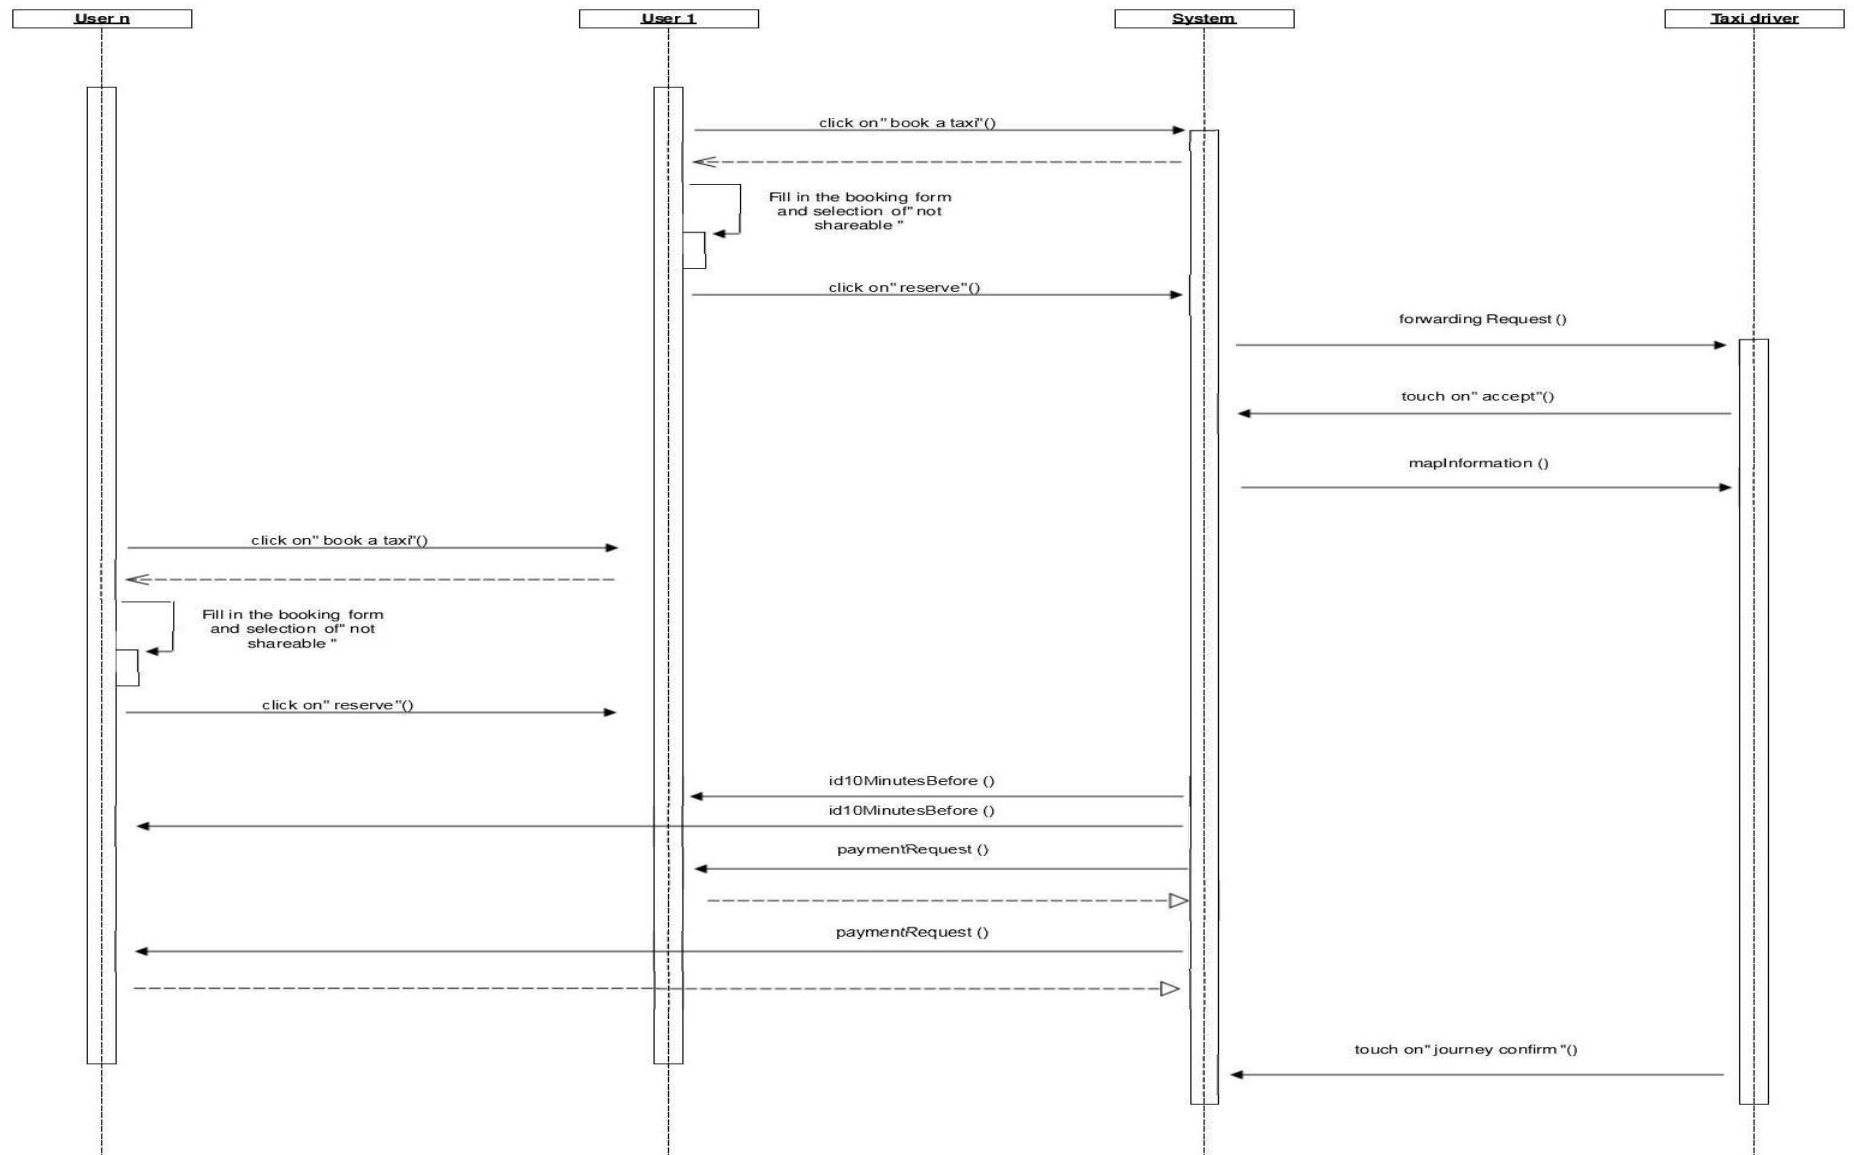 User n
User 1
System
Taxi driver
click on" book a taxi"()
Fill in the booking form
and selection of" not
shareable "
click on" reserve"()
forwarding Request ()
touch on" accept"()
mapInformation ()
click on" book a taxi"()
Fill in the booking form
and selection of" not
shareable "
click on" reserve"()
id10MinutesBefore ()
id10MinutesBefore ()
paymentRequest ()
paymentRequest ()
touch on" journey confirm "()